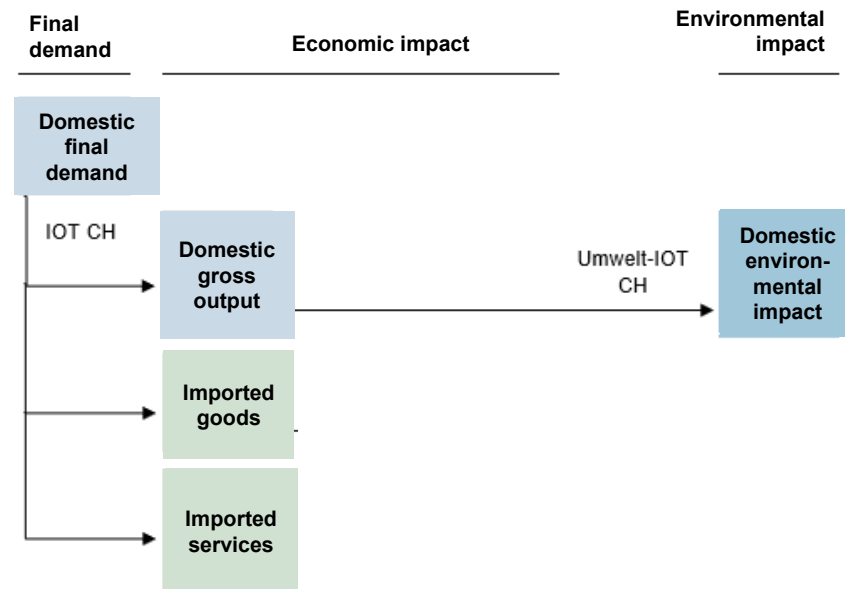 Final
demand
Economic impact
Environmental
impact
Domestic
final
demand
IOT CH
Domestic
gross
output
Umwelt-IOT
CH
Domestic
environ-
mental
impact
Imported
goods
Imported
services